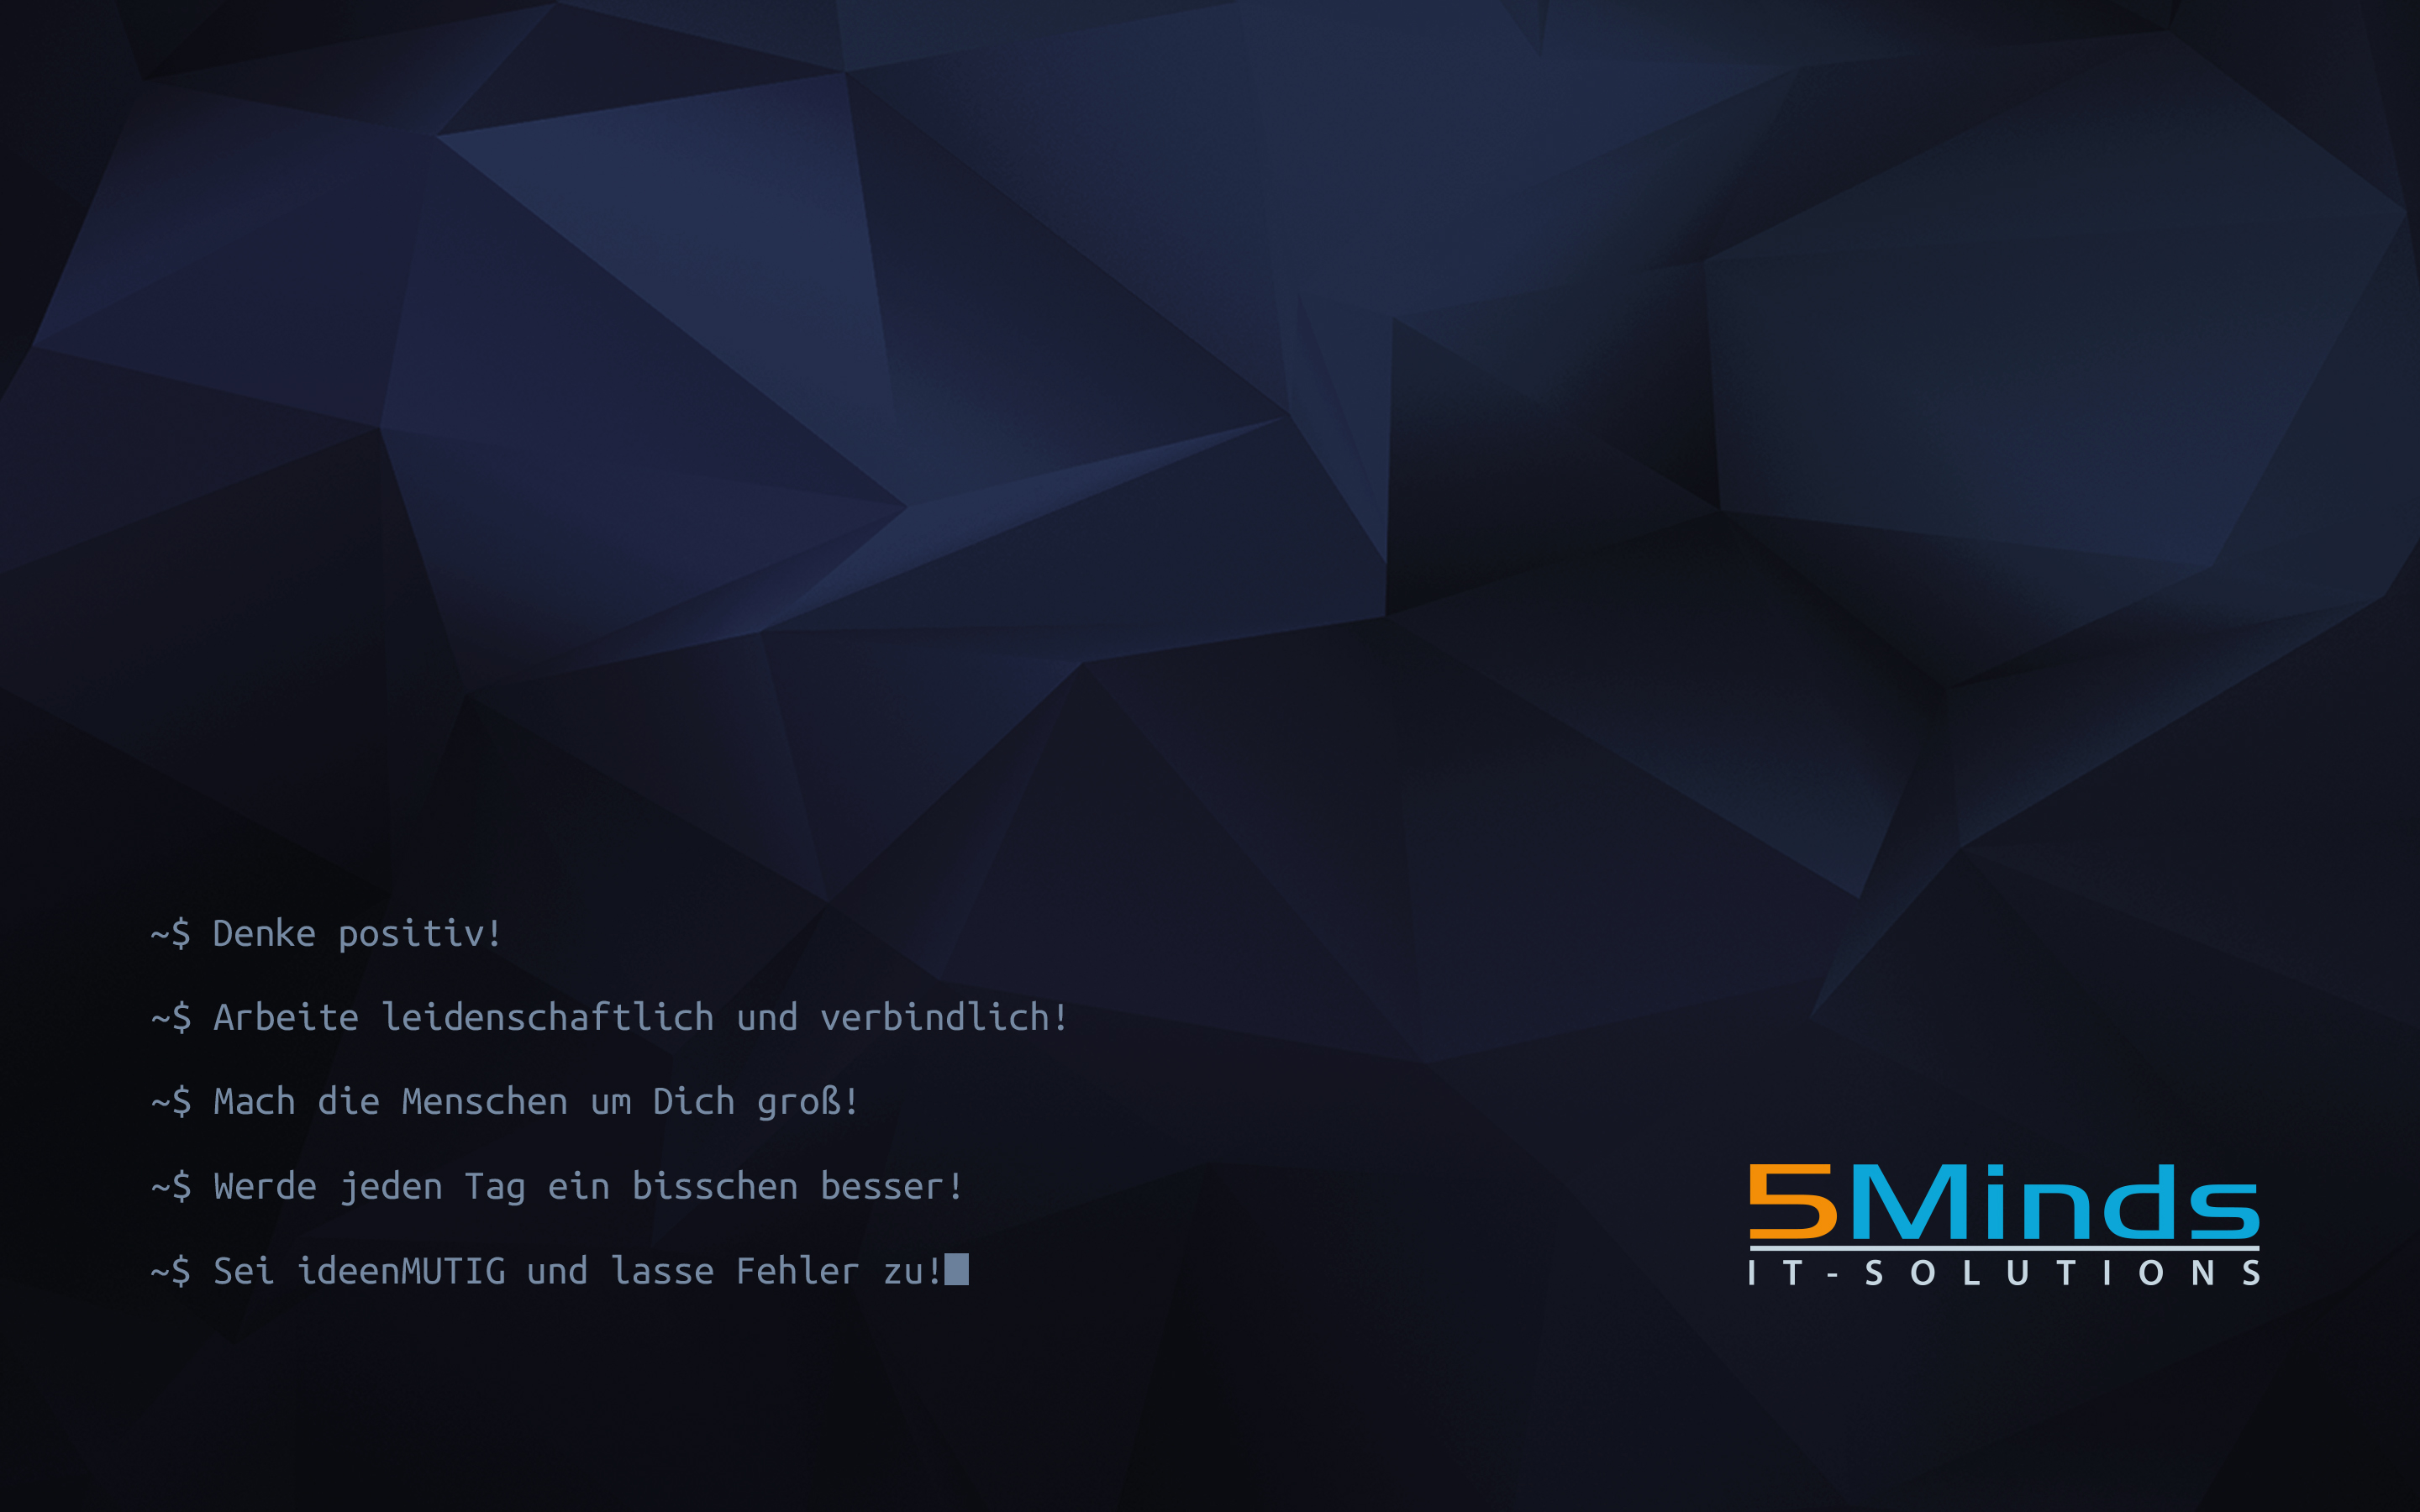 ~$ Denke positiv!
~$ Arbeite leidenschaftlich und verbindlich!
~$ Mach die Menschen um Dich groß!
~$ Werde jeden Tag ein bisschen besser!
~$ Sei ideenMUTIG und lasse Fehler zu!
5Minds
IT-SOLUTIONS